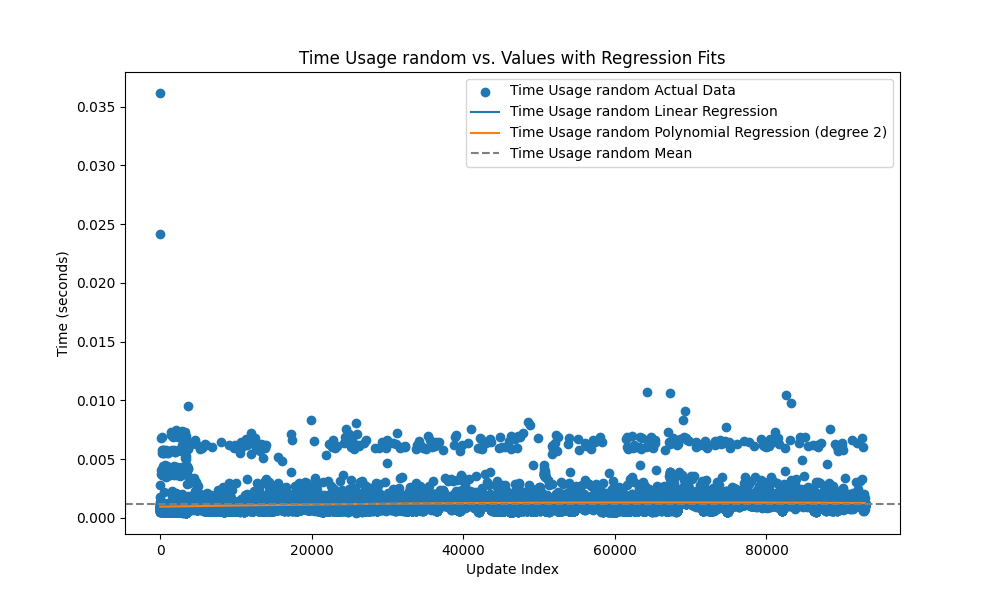 Time Usage random vs. Values with Regression Fits
Time Usage random Actual Data
Time Usage random Linear Regression
Time Usage random Polynomial Regression (degree 2)
Time Usage random Mean
Time (seconds)
0.035
0.030
0.025
0.020
0.015
0.010
0.005
0.000
0
20000
40000
60000
80000
Update Index